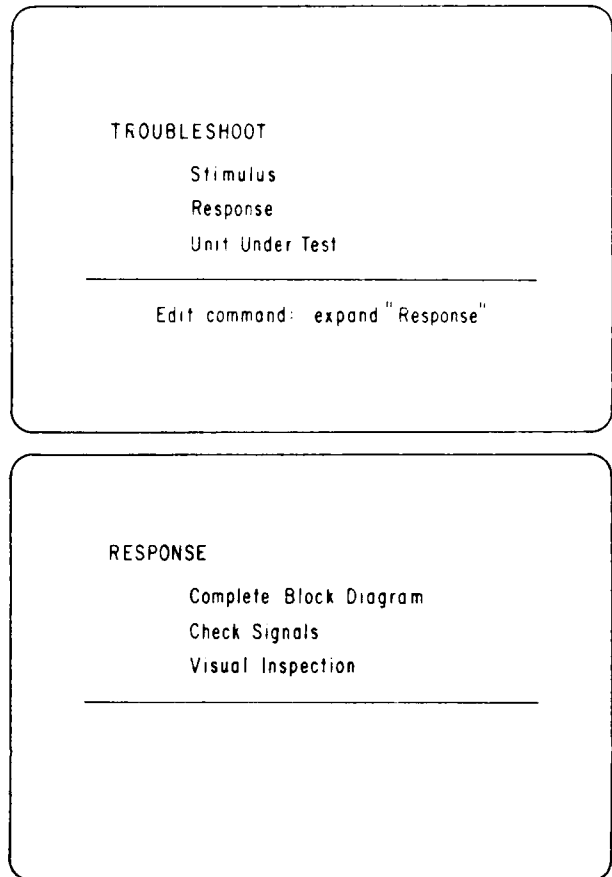 TROUBLESHOOT
Stimulus
Response
Unit Under Test
Edit command: expand "Response"
RESPONSE
Complete Block Diagram
Check Signals
Visual Inspection